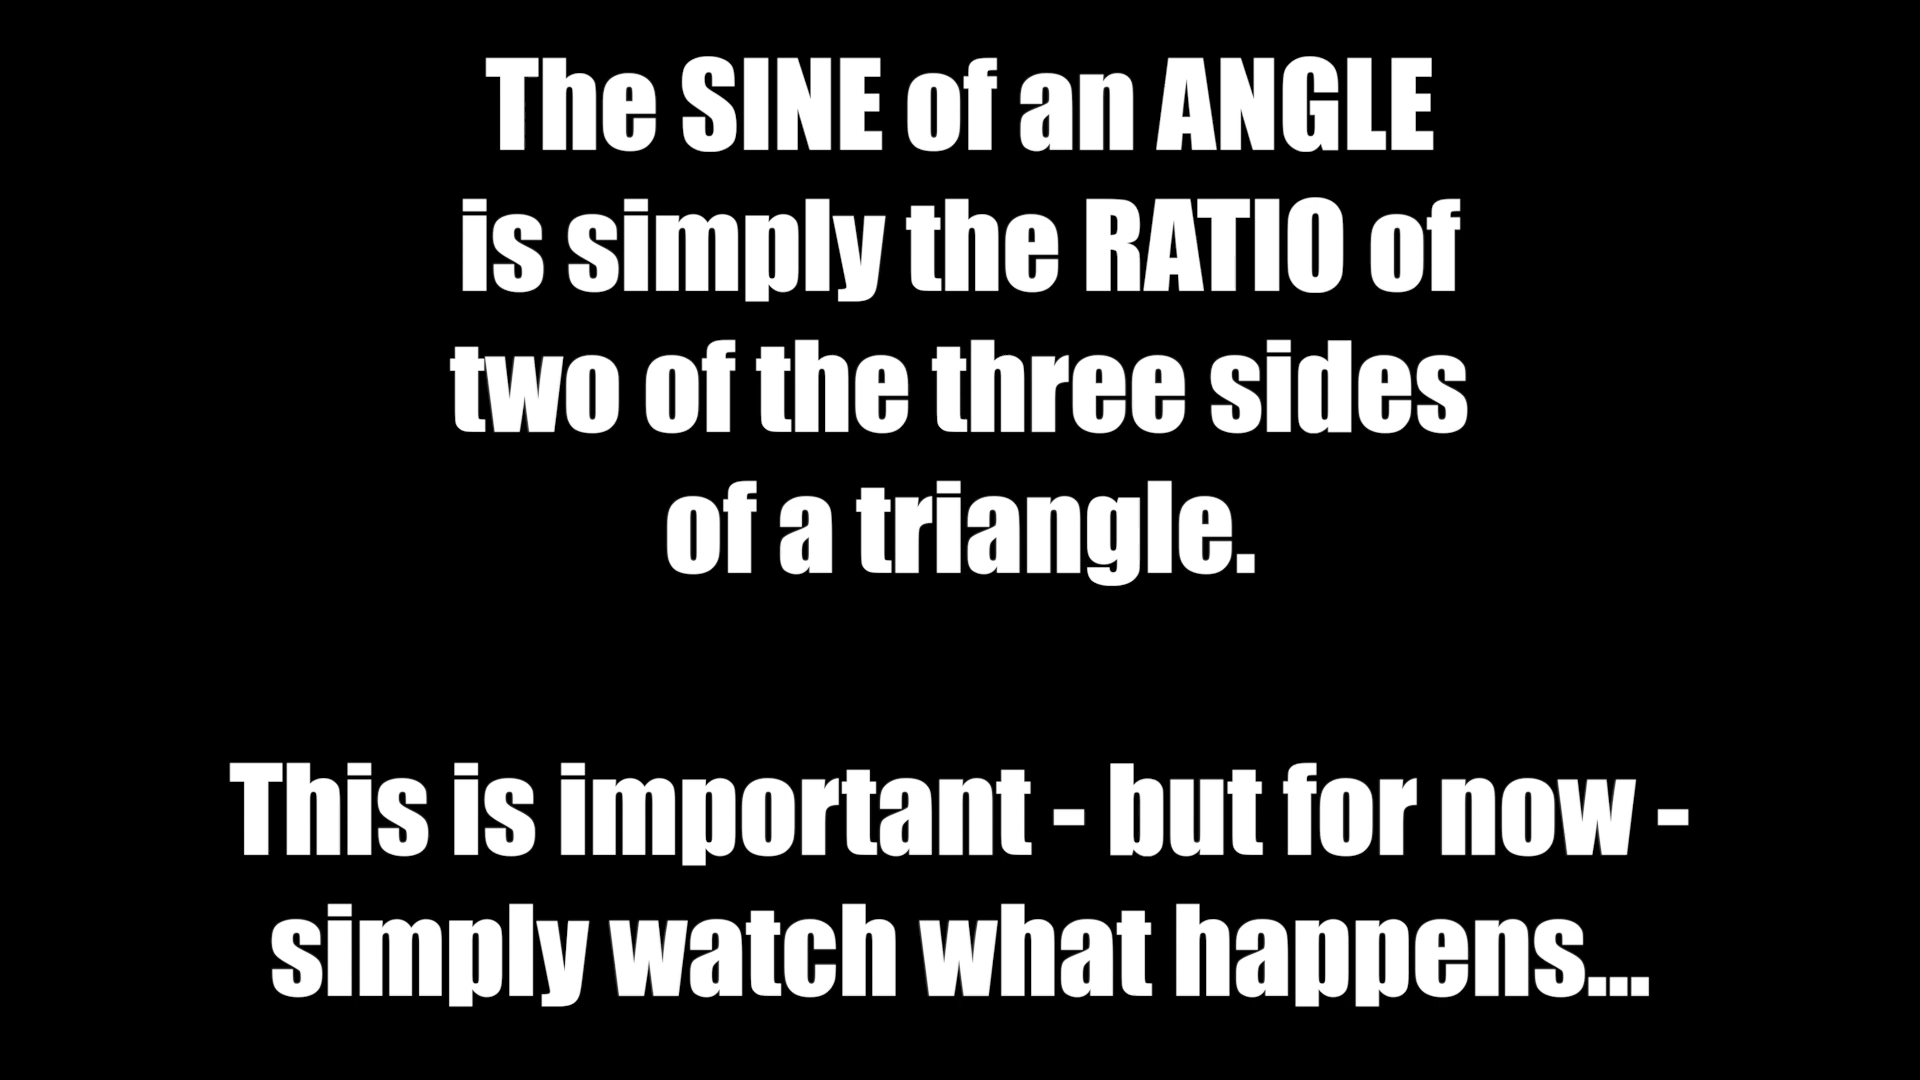 The SINE of an ANGLE
is simply the RATIO of
two of the three sides
of a triangle.
This is important - but for now -
simply watch what happens...